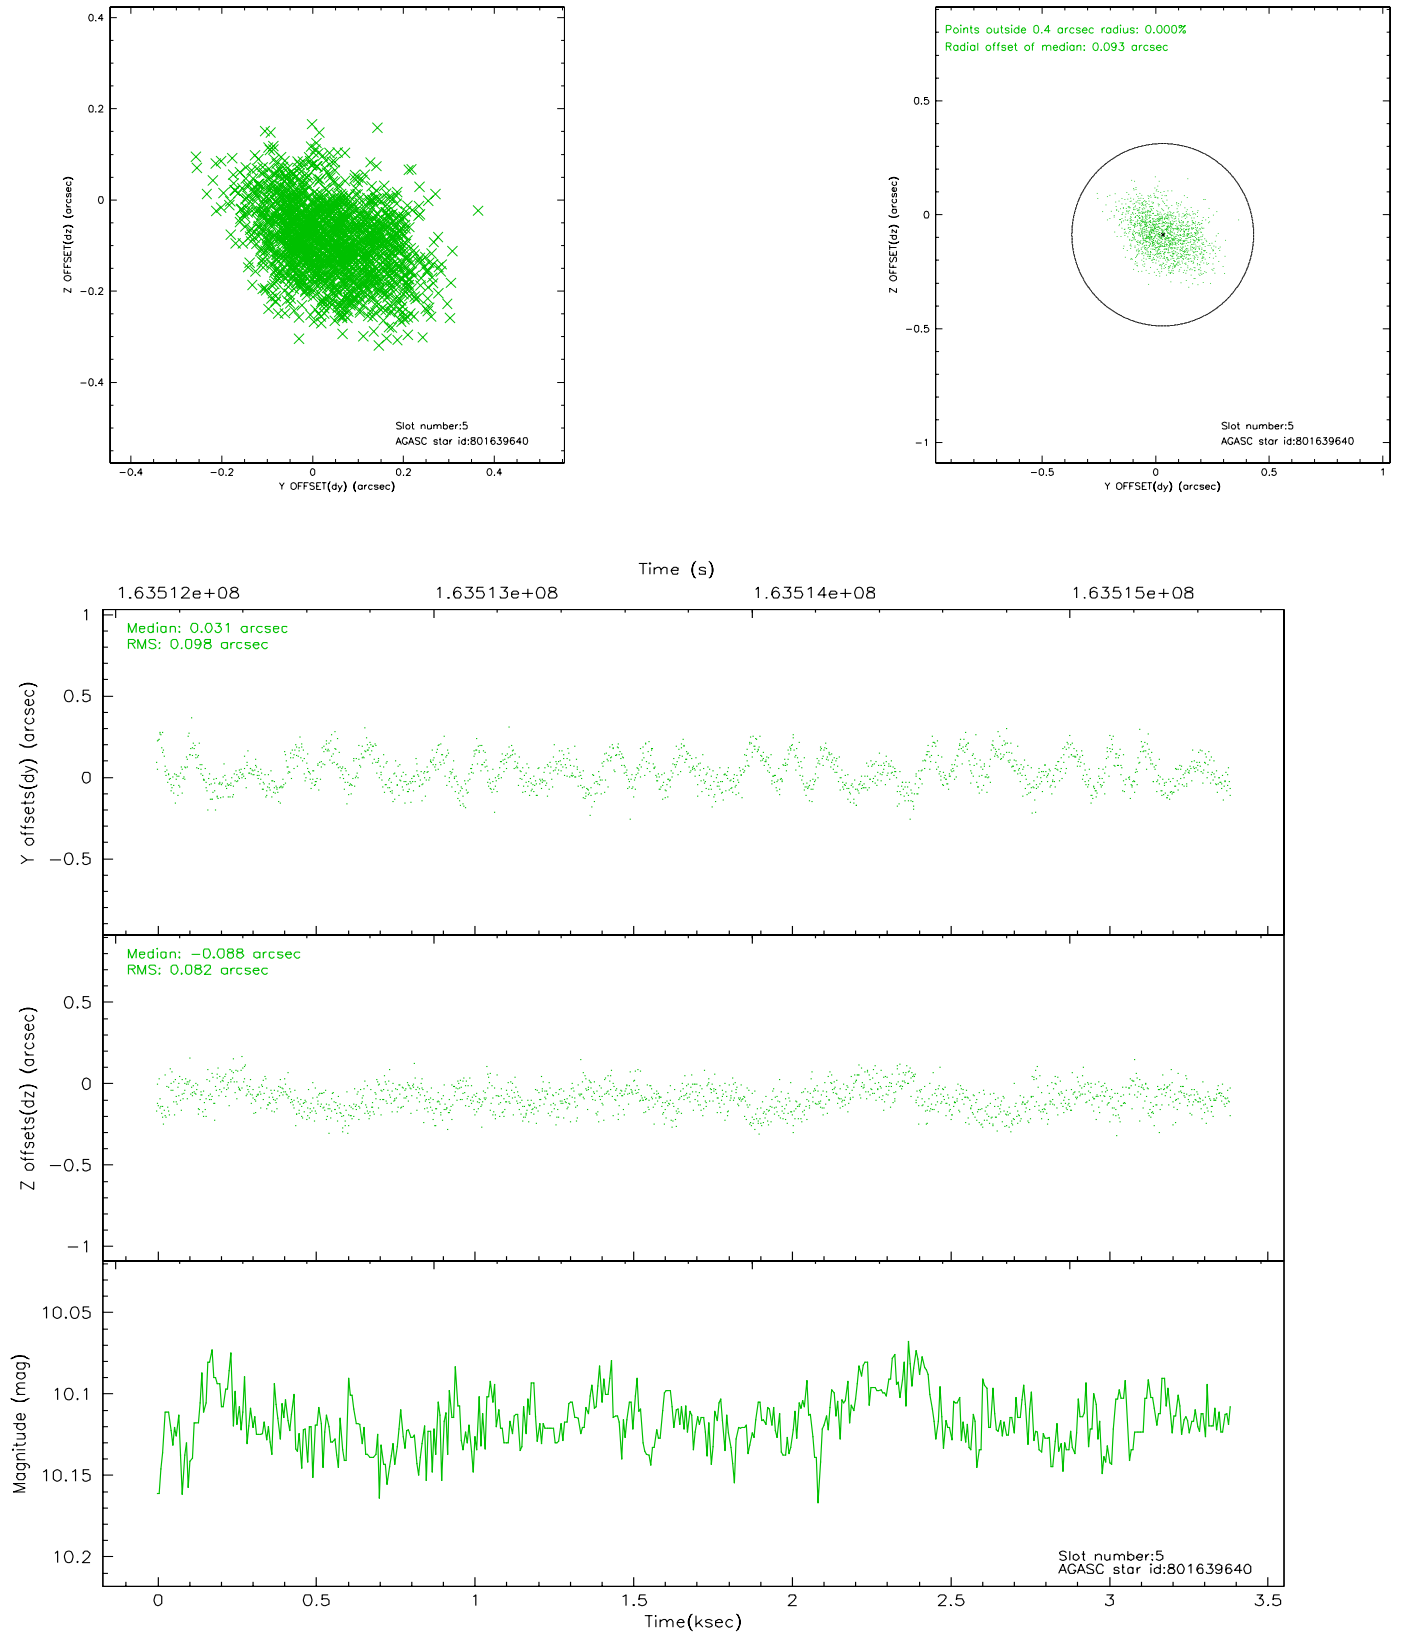 0.4
0.2
0
−0.2
−0.4
Z OFFSET(dz) (arcsec)
Slot number:5
AGASC star id:801639640
−0.4 −0.2 0 0.2 0.4
Y OFFSET(dy) (arcsec)
Points outside 0.4 arcsec radius: 0.000%
Radial offset of median: 0.093 arcsec
0.5
0
−0.5
−1
Z OFFSET(dz) (arcsec)
Slot number:5
AGASC star id:801639640
−0.5 0 0.5 1
Y OFFSET(dy) (arcsec)
Time (s)
1.63512e+08 1.63513e+08 1.63514e+08 1.63515e+08
Median: 0.031 arcsec
RMS: 0.098 arcsec
1
0.5
0
−0.5
Y offsets(dy) (arcsec)
Median: −0.088 arcsec
RMS: 0.082 arcsec
0.5
0
−0.5
−1
Z offsets(dz) (arcsec)
10.05
10.1
10.15
10.2
Magnitude (mag)
Slot number:5
AGASC star id:801639640
0 0.5 1 1.5 2 2.5 3 3.5
Time(ksec)